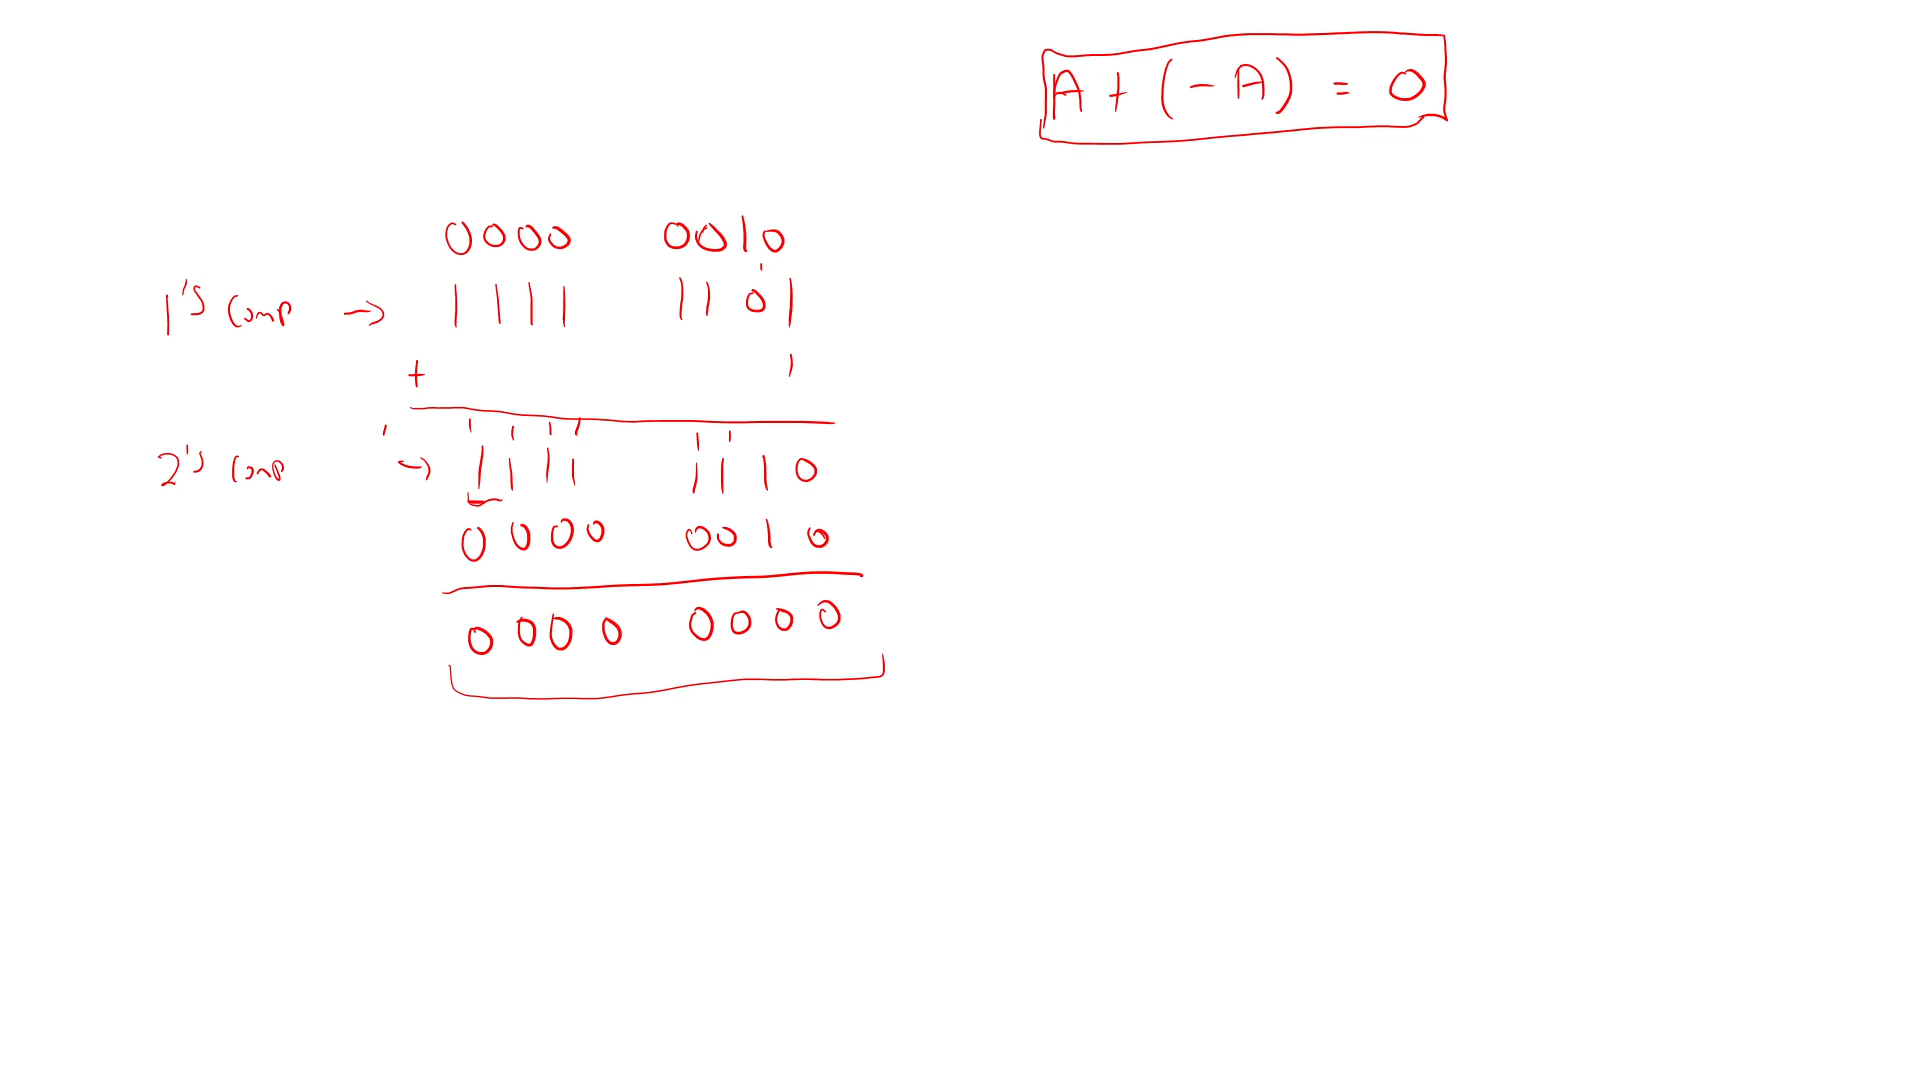 A + (-A) = 0
0000 0010
1's comp → 1111 1101
+ 1
2's comp → 1111 1110
0000 0010
0000 0000